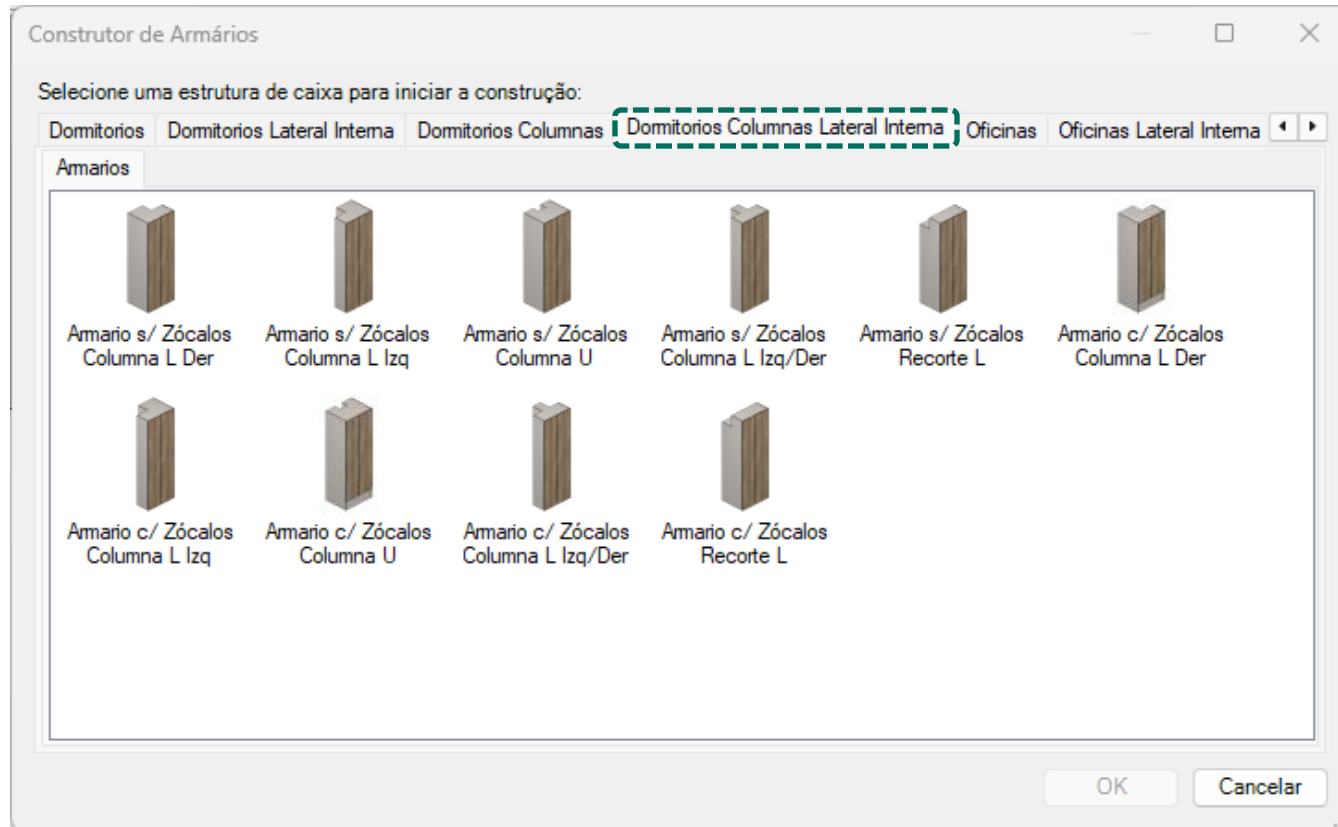 Construtor de Armários
Selecione uma estrutura de caixa para iniciar a construção:
Dormitorios Dormitorios Lateral Interna Dormitorios Columnas Dormitorios Columnas Lateral Interna Oficinas Oficinas Lateral Interna
Armarios
Armario s/ Zócalos Armario s/ Zócalos Armario s/ Zócalos Armario s/ Zócalos Armario s/ Zócalos Armario c/ Zócalos
Columna L Der Columna L Izq Columna U Columna L Izq/Der Recorte L Columna L Der
Armario c/ Zócalos Armario c/ Zócalos Armario c/ Zócalos Armario c/ Zócalos
Columna L Izq Columna U Columna L Izq/Der Recorte L
OK Cancelar